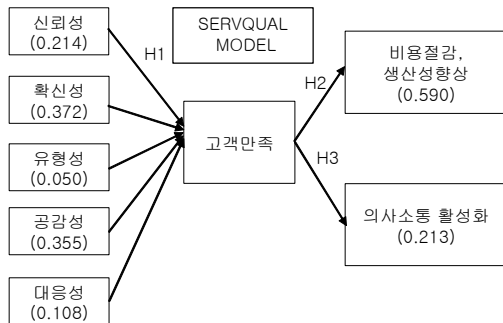 신뢰성
(0.214)
SERVQUAL
MODEL
H1
확신성
(0.372)
유형성
(0.050)
공감성
(0.355)
대응성
(0.108)
고객만족
H2
비용절감,
생산성향상
(0.590)
H3
의사소통 활성화
(0.213)